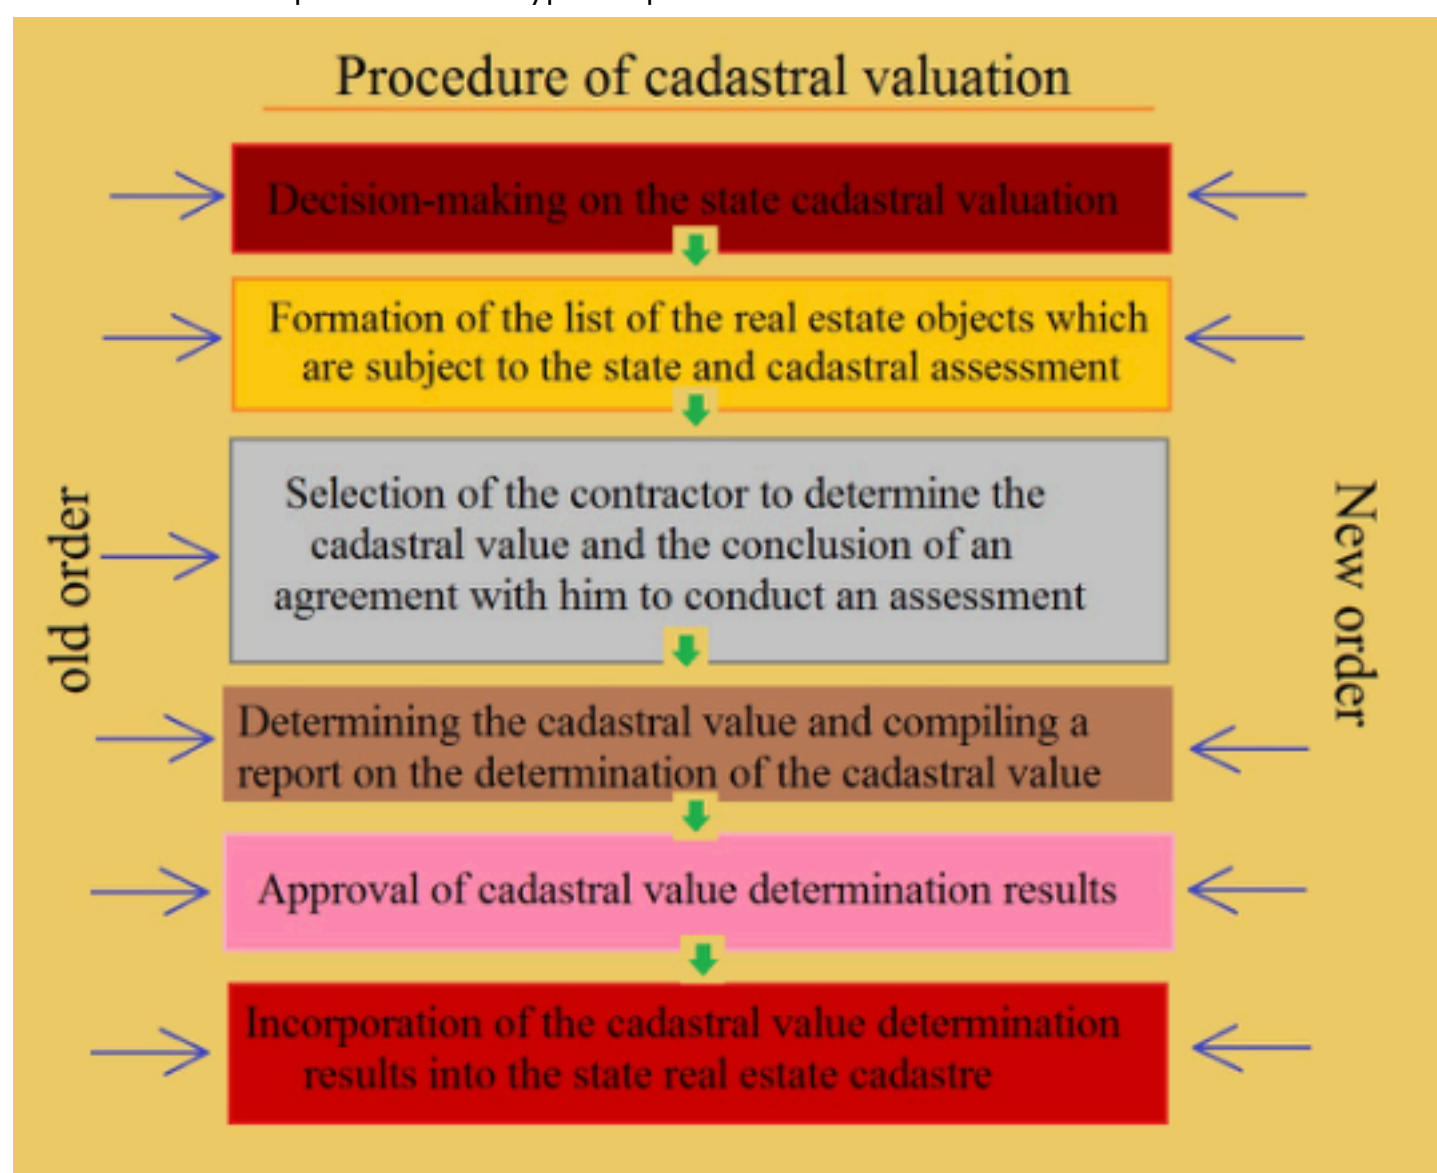 Procedure of cadastral valuation
Decision-making on the state cadastral valuation
Formation of the list of the real estate objects which
are subject to the state and cadastral assessment
Selection of the contractor to determine the
cadastral value and the conclusion of an
agreement with him to conduct an assessment
Determining the cadastral value and compiling a
report on the determination of the cadastral value
Approval of cadastral value determination results
Incorporation of the cadastral value determination
results into the state real estate cadastre
old order
New order